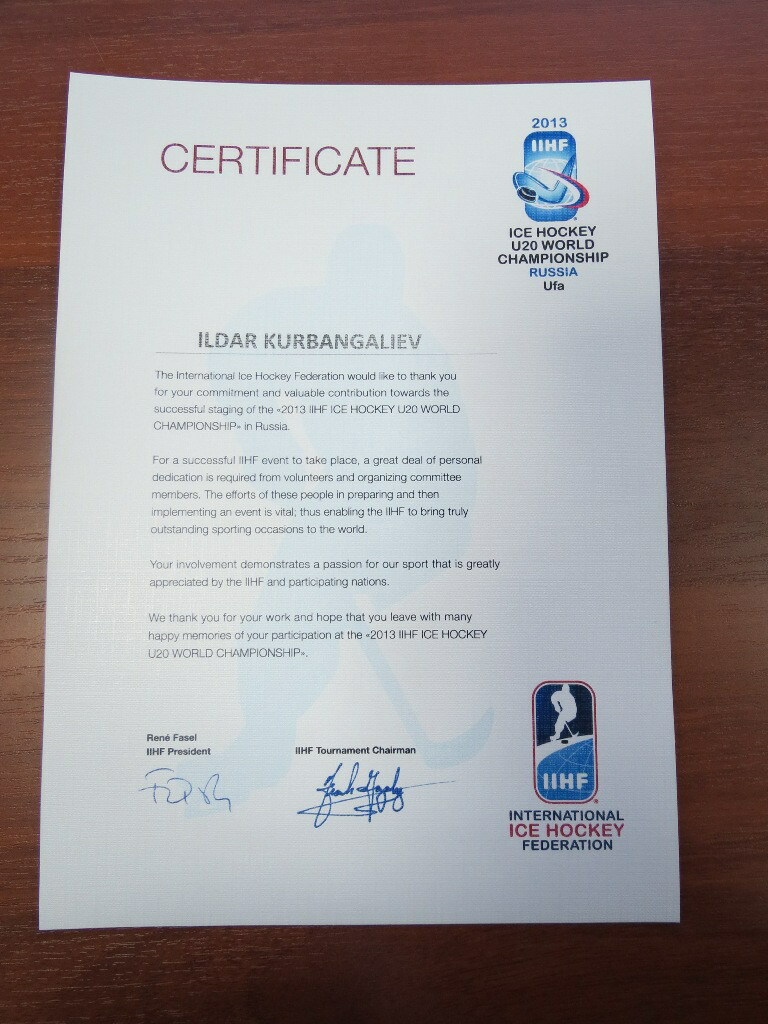 CERTIFICATE
2013
IIHF
ICE HOCKEY
U20 WORLD
CHAMPIONSHIP
RUSSIA
Ufa
ILDAR KURBANGALIEV
The International Ice Hockey Federation would like to thank you
for your commitment and valuable contribution towards the
successful staging of the «2013 IIHF ICE HOCKEY U20 WORLD
CHAMPIONSHIP» in Russia.
For a successful IIHF event to take place, a great deal of personal
dedication is required from volunteers and organizing committee
members. The efforts of these people in preparing and then
implementing an event is vital; thus enabling the IIHF to bring truly
outstanding sporting occasions to the world.
Your involvement demonstrates a passion for our sport that is greatly
appreciated by the IIHF and participating nations.
We thank you for your work and hope that you leave with many
happy memories of your participation at the «2013 IIHF ICE HOCKEY
U20 WORLD CHAMPIONSHIP».
René Fasel
IIHF President
IIHF Tournament Chairman
IIHF
INTERNATIONAL
ICE HOCKEY
FEDERATION